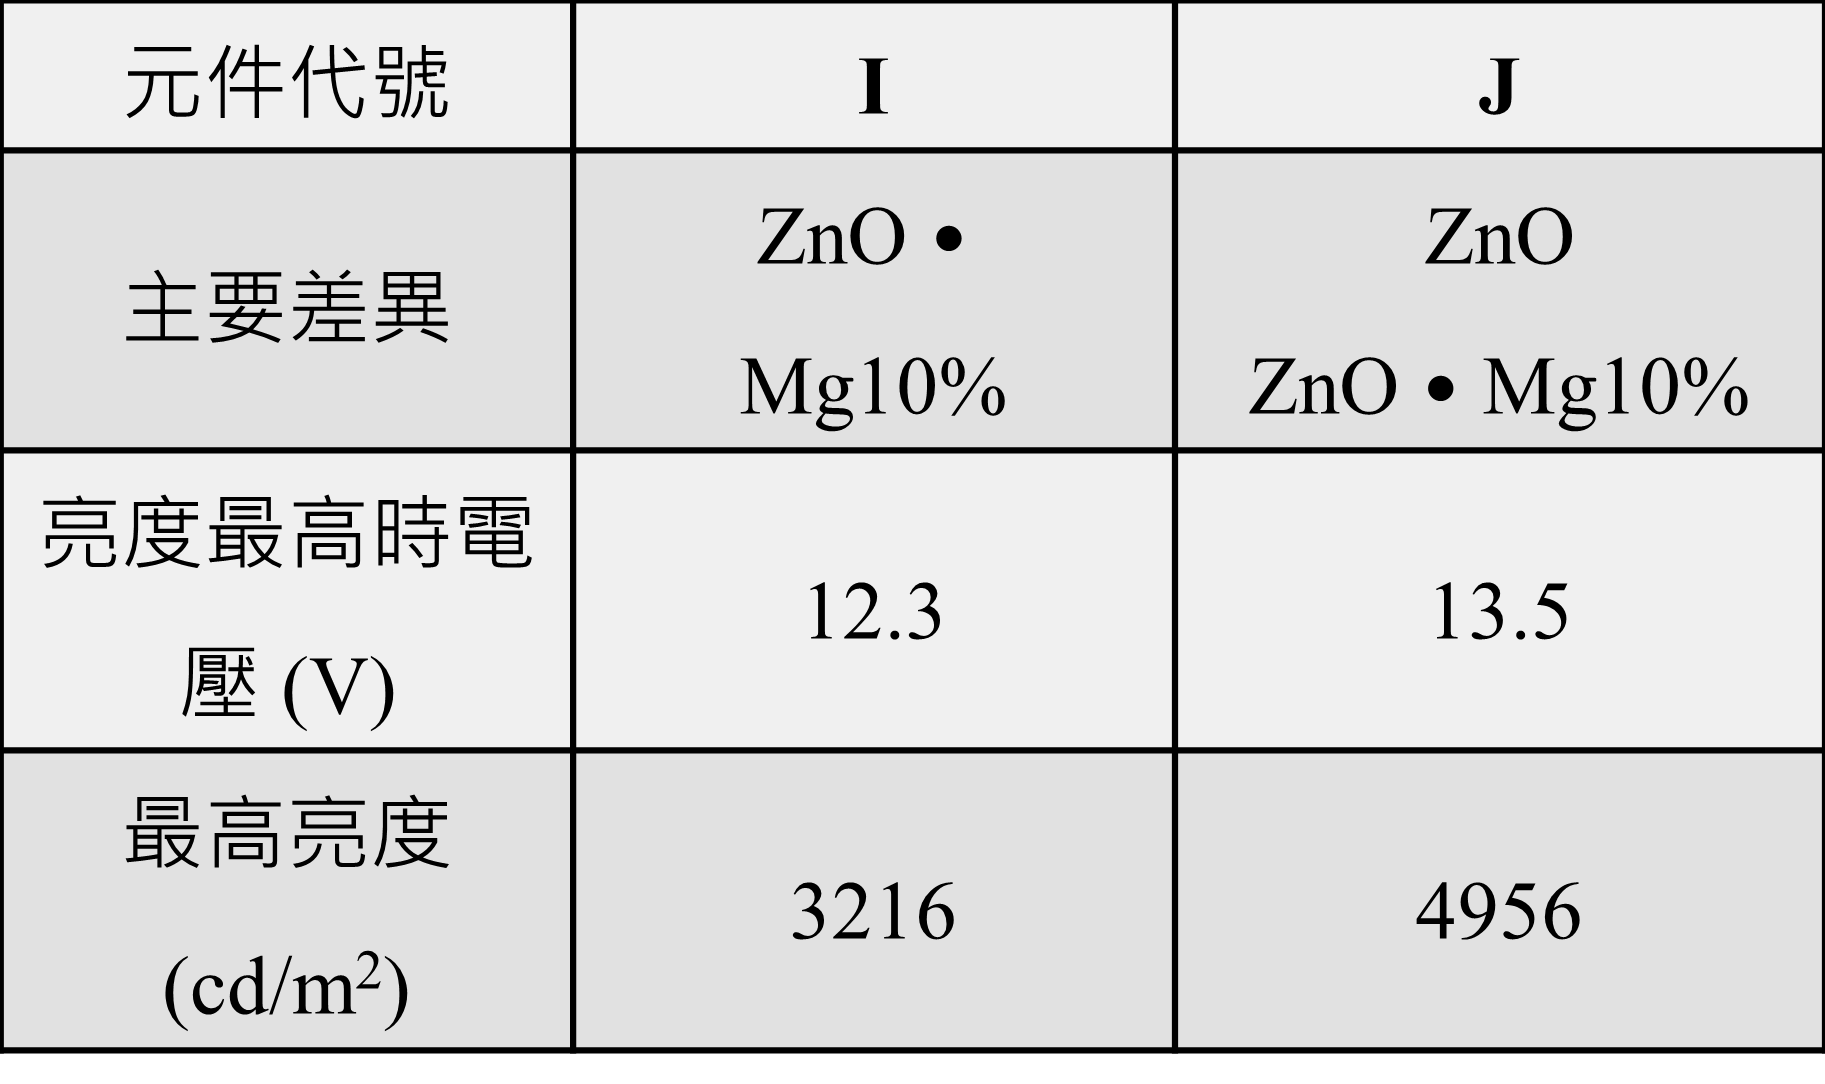 元件代號 I J
主要差異
ZnO •
Mg10%
ZnO
ZnO • Mg10%
亮度最高時電
壓 (V)
12.3
13.5
最高亮度
(cd/m²)
3216
4956